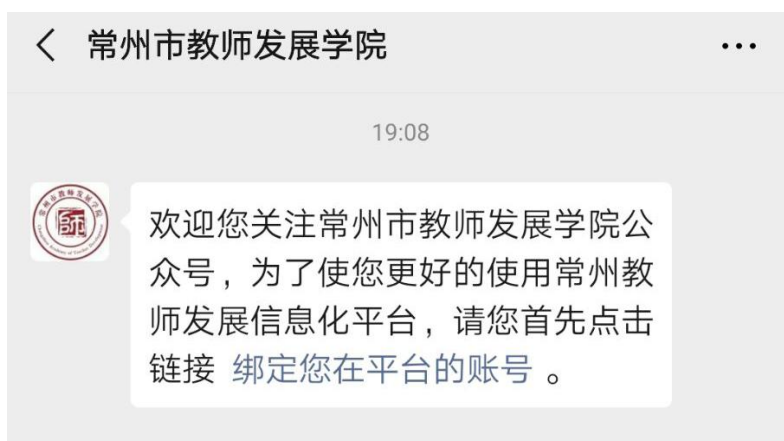 常州市教师发展学院
19:08
欢迎您关注常州市教师发展学院公
众号，为了使您更好的使用常州教
师发展信息化平台，请您首先点击
链接 绑定您在平台的账号 。